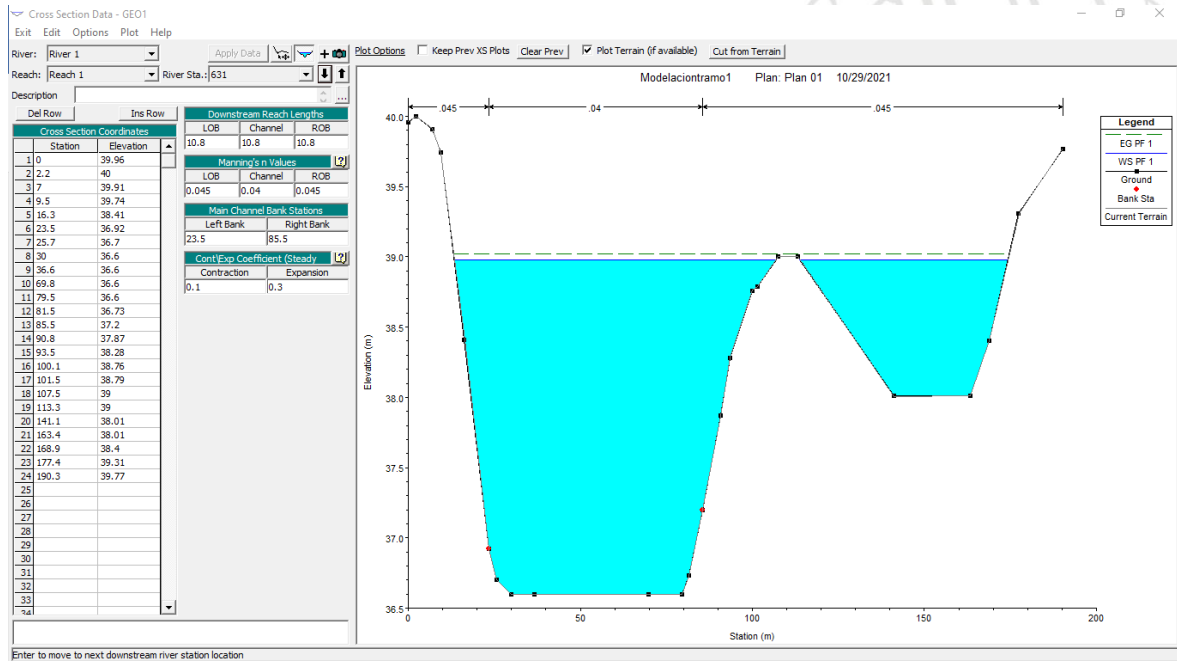 Cross Section Data - GEO1
Exit Edit Options Plot Help
River: River 1 Apply Data Plot Options Keep Prev XS Plots Clear Prev Plot Terrain (if available) Cut from Terrain
Reach: Reach 1 River Sta.: 631
Description ...
Del Row Ins Row
Cross Section Coordinates
Station Elevation
1 0 39.96
2 2.2 40
3 7 39.91
4 9.5 39.74
5 16.3 38.41
6 23.5 36.92
7 25.7 36.7
8 30 36.6
9 36.6 36.6
10 69.8 36.6
11 79.5 36.6
12 81.5 36.73
13 85.5 37.2
14 90.8 37.87
15 93.5 38.28
16 100.1 38.76
17 101.5 38.79
18 107.5 39
19 113.3 39
20 141.1 38.01
21 163.4 38.01
22 168.9 38.4
23 177.4 39.31
24 190.3 39.77
25
26
27
28
29
30
31
32
33
34
Downstream Reach Lengths
LOB Channel ROB
10.8 10.8 10.8
Manning's n Values ?
LOB Channel ROB
0.045 0.04 0.045
Main Channel Bank Stations
Left Bank Right Bank
23.5 85.5
Cont\Exp Coefficient (Steady ?
Contraction Expansion
0.1 0.3
Modelaciontramo1 Plan: Plan 01 10/29/2021
.045 .04 .045
Elevation (m)
40.0
39.5
39.0
38.5
38.0
37.5
37.0
36.5
0 50 100 150 200
Station (m)
Legend
EG PF 1
WS PF 1
Ground
Bank Sta
Current Terrain
Enter to move to next downstream river station location